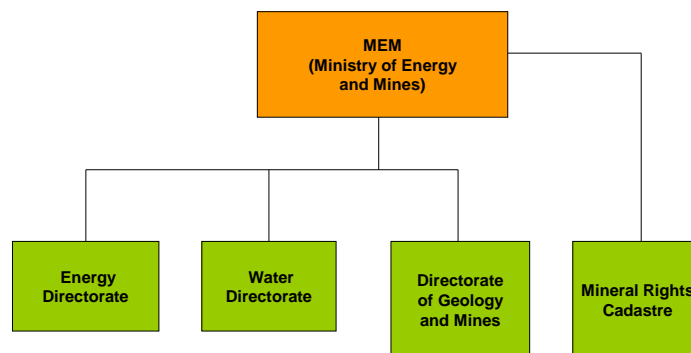 MEM
(Ministry of Energy
and Mines)
Energy
Directorate
Water
Directorate
Directorate
of Geology
and Mines
Mineral Rights
Cadastre